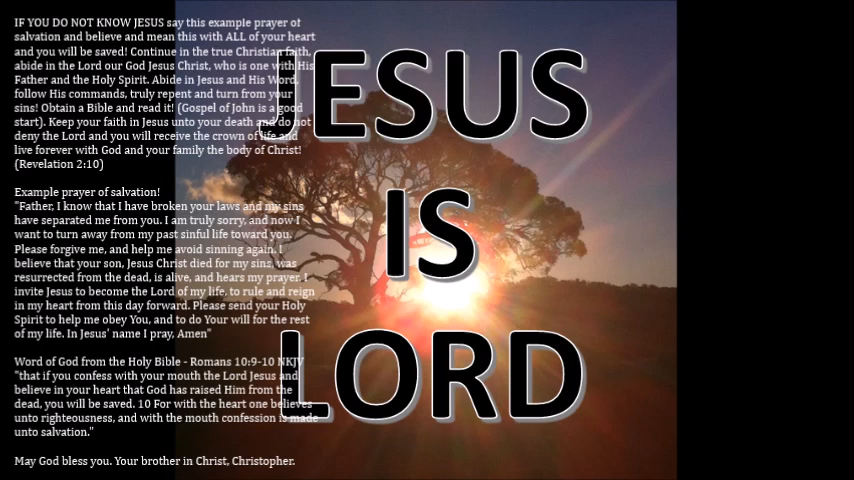 IF YOU DO NOT KNOW JESUS say this example prayer of
salvation and believe and mean this with ALL of your heart
and you will be saved! Continue in the true Christian faith,
abide in the Lord our God Jesus Christ, who is one with His
Father and the Holy Spirit. Abide in Jesus and His Word,
follow His commands, truly repent and turn from your
sins! Obtain a Bible and read it! (Gospel of John is a good
start). Keep your faith in Jesus unto your death and do not
deny the Lord and you will receive the crown of life and
live forever with God and your family the body of Christ!
(Revelation 2:10)
Example prayer of salvation!
"Father, I know that I have broken your laws and my sins
have separated me from you. I am truly sorry, and now I
want to turn away from my past sinful life toward you.
Please forgive me, and help me avoid sinning again. I
believe that your son, Jesus Christ died for my sins, was
resurrected from the dead, is alive, and hears my prayer. I
invite Jesus to become the Lord of my life, to rule and reign
in my heart from this day forward. Please send your Holy
Spirit to help me obey You, and to do Your will for the rest
of my life. In Jesus' name I pray, Amen"
Word of God from the Holy Bible - Romans 10:9-10 NKJV
"that if you confess with your mouth the Lord Jesus and
believe in your heart that God has raised Him from the
dead, you will be saved. 10 For with the heart one believes
unto righteousness, and with the mouth confession is made
unto salvation."
May God bless you. Your brother in Christ, Christopher.
JESUS
IS
LORD